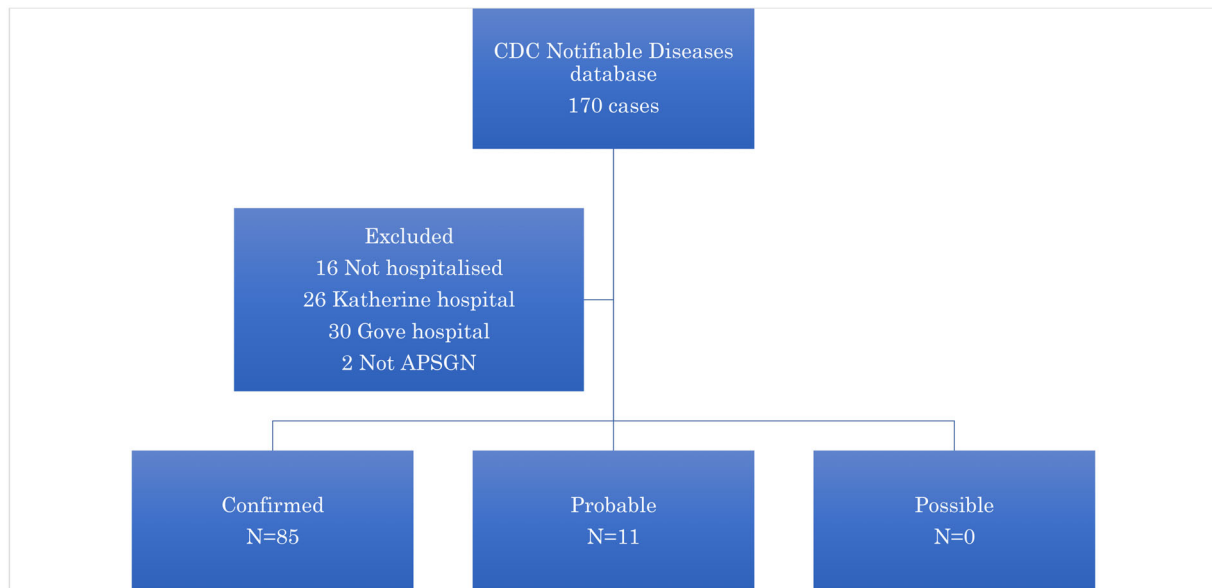 CDC Notifiable Diseases
database
170 cases
Excluded
16 Not hospitalised
26 Katherine hospital
30 Gove hospital
2 Not APSGN
Confirmed
N=85
Probable
N=11
Possible
N=0